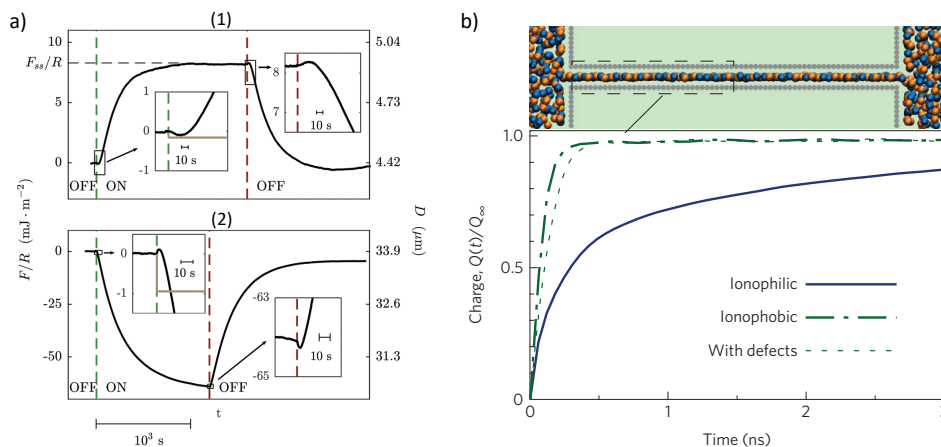 a)
(1)
10
F_ss/R
5
0
5.04
4.73
4.42
1
0
-1
10 s
8
7
10 s
OFF
ON
OFF
(2)
0
-25
-50
33.9
32.6
31.3
0
-1
10 s
-63
-65
10 s
OFF
ON
OFF
F/R (mJ · m⁻²)
D (μm)
t
10³ s
b)
1.0
0.5
0
Charge, Q(t)/Q∞
Ionophilic
Ionophobic
With defects
0
1
2
3
Time (ns)